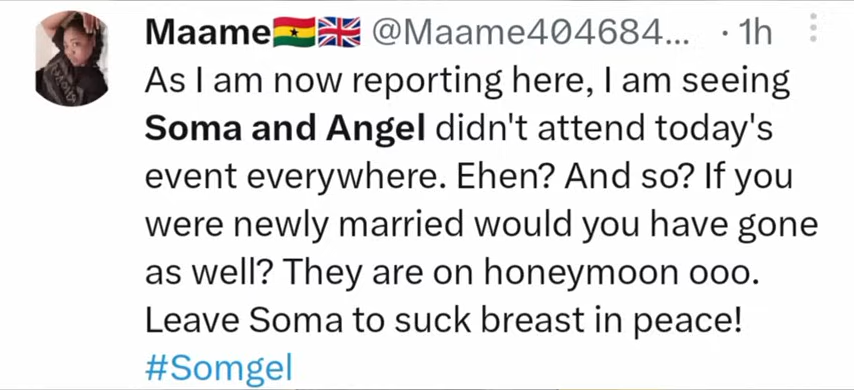 Maame🇬🇭🇬🇧 @Maame404684... · 1h
As I am now reporting here, I am seeing
Soma and Angel didn't attend today's
event everywhere. Ehen? And so? If you
were newly married would you have gone
as well? They are on honeymoon ooo.
Leave Soma to suck breast in peace!
#Somgel